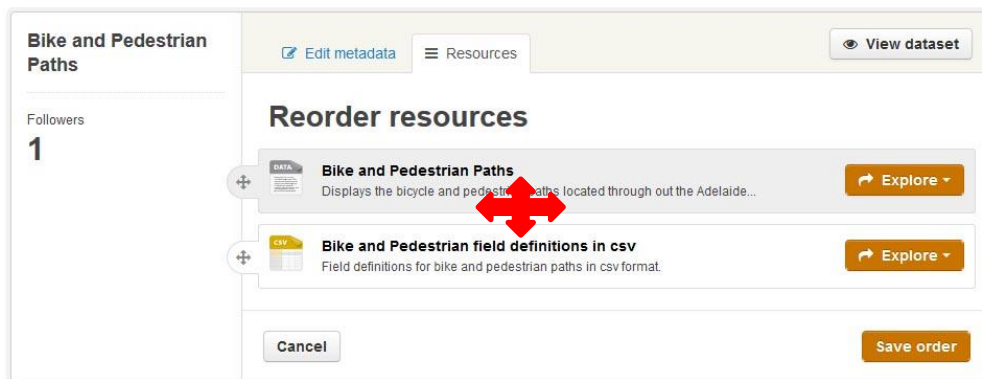 Bike and Pedestrian
Paths
Followers
1
Edit metadata
Resources
View dataset
Reorder resources
DATA
Bike and Pedestrian Paths
Displays the bicycle and pedestrian paths located through out the Adelaide...
Explore
CSV
Bike and Pedestrian field definitions in csv
Field definitions for bike and pedestrian paths in csv format.
Explore
Cancel
Save order